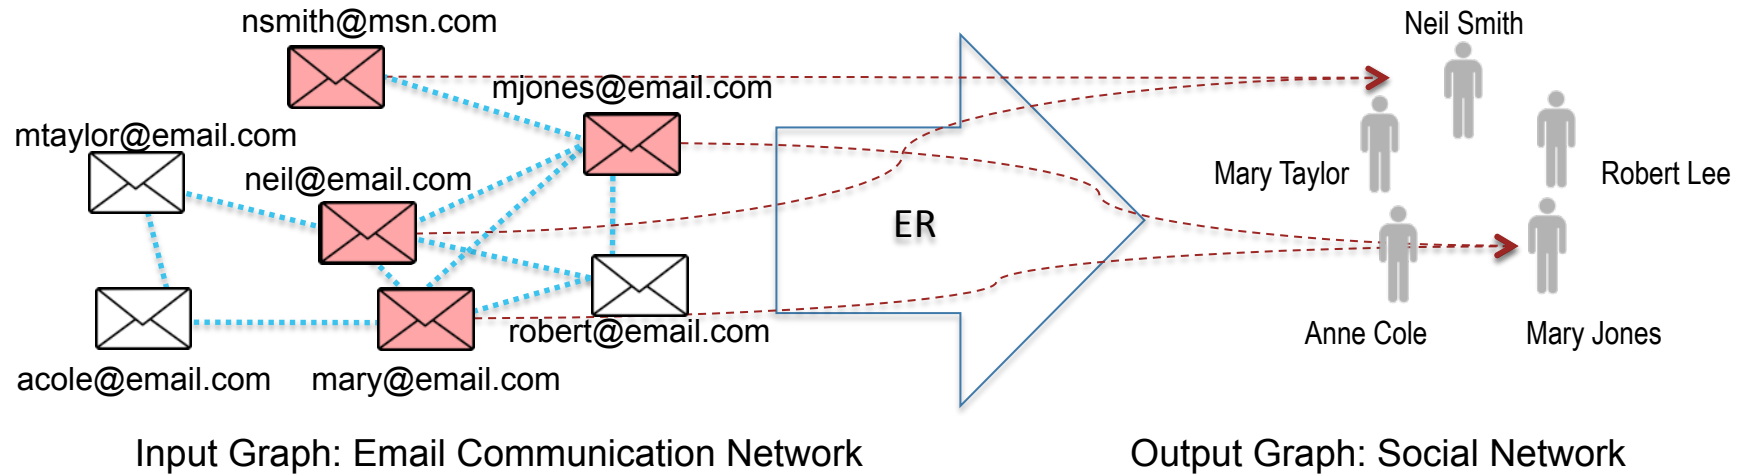 nsmith@msn.com
mjones@email.com
mtaylor@email.com
neil@email.com
robert@email.com
acole@email.com
mary@email.com
ER
Neil Smith
Mary Taylor
Robert Lee
Anne Cole
Mary Jones
Input Graph: Email Communication Network
Output Graph: Social Network